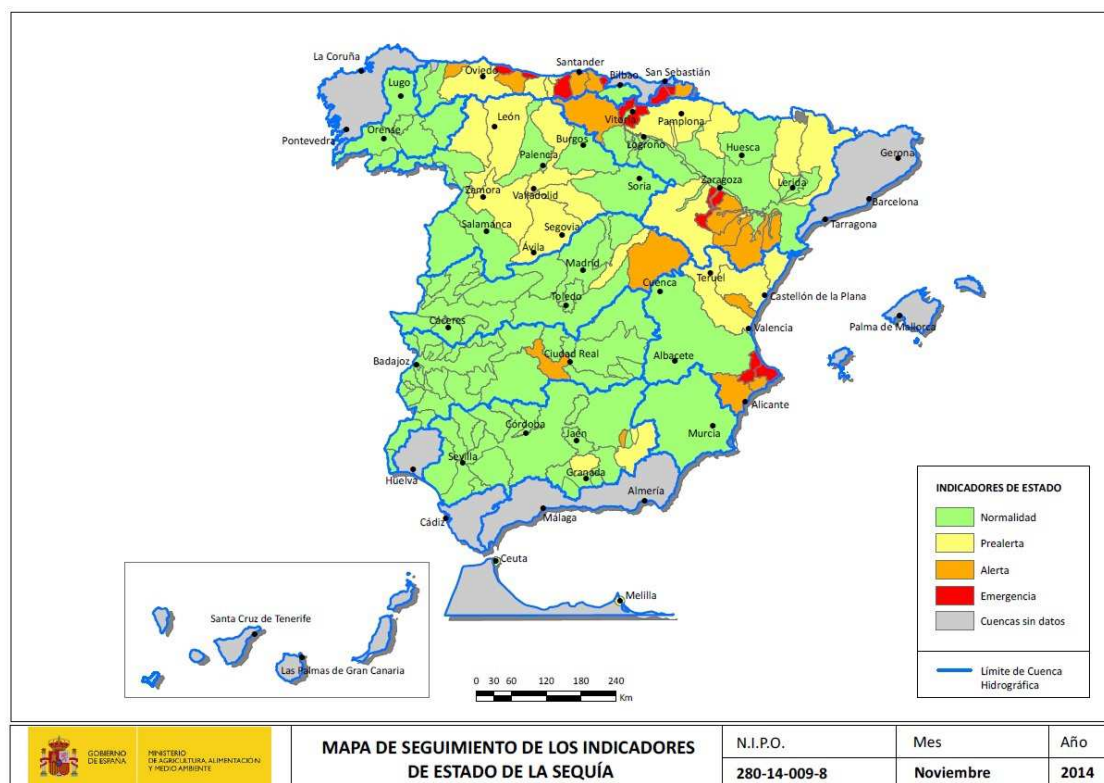 La Coruña
Lugo
Oviedo
Santander
Bilbao
San Sebastián
Pontevedra
Orense
León
Burgos
Vitoria
Pamplona
Logroño
Palencia
Huesca
Gerona
Zamora
Valladolid
Soria
Zaragoza
Lerida
Barcelona
Tarragona
Salamanca
Segovia
Ávila
Madrid
Teruel
Cuenca
Toledo
Castellón de la Plana
Cáceres
Valencia
Palma de Mallorca
Badajoz
Ciudad Real
Albacete
Alicante
Córdoba
Jaén
Murcia
Sevilla
Granada
Huelva
Almería
Cádiz
Málaga
Ceuta
Melilla
Santa Cruz de Tenerife
Las Palmas de Gran Canaria
0 30 60 120 180 240
Km
INDICADORES DE ESTADO
Normalidad
Prealerta
Alerta
Emergencia
Cuencas sin datos
Límite de Cuenca
Hidrográfica
GOBIERNO
DE ESPAÑA
MINISTERIO
DE AGRICULTURA, ALIMENTACIÓN
Y MEDIO AMBIENTE
MAPA DE SEGUIMIENTO DE LOS INDICADORES
DE ESTADO DE LA SEQUÍA
N.I.P.O. Mes Año
280-14-009-8 Noviembre 2014